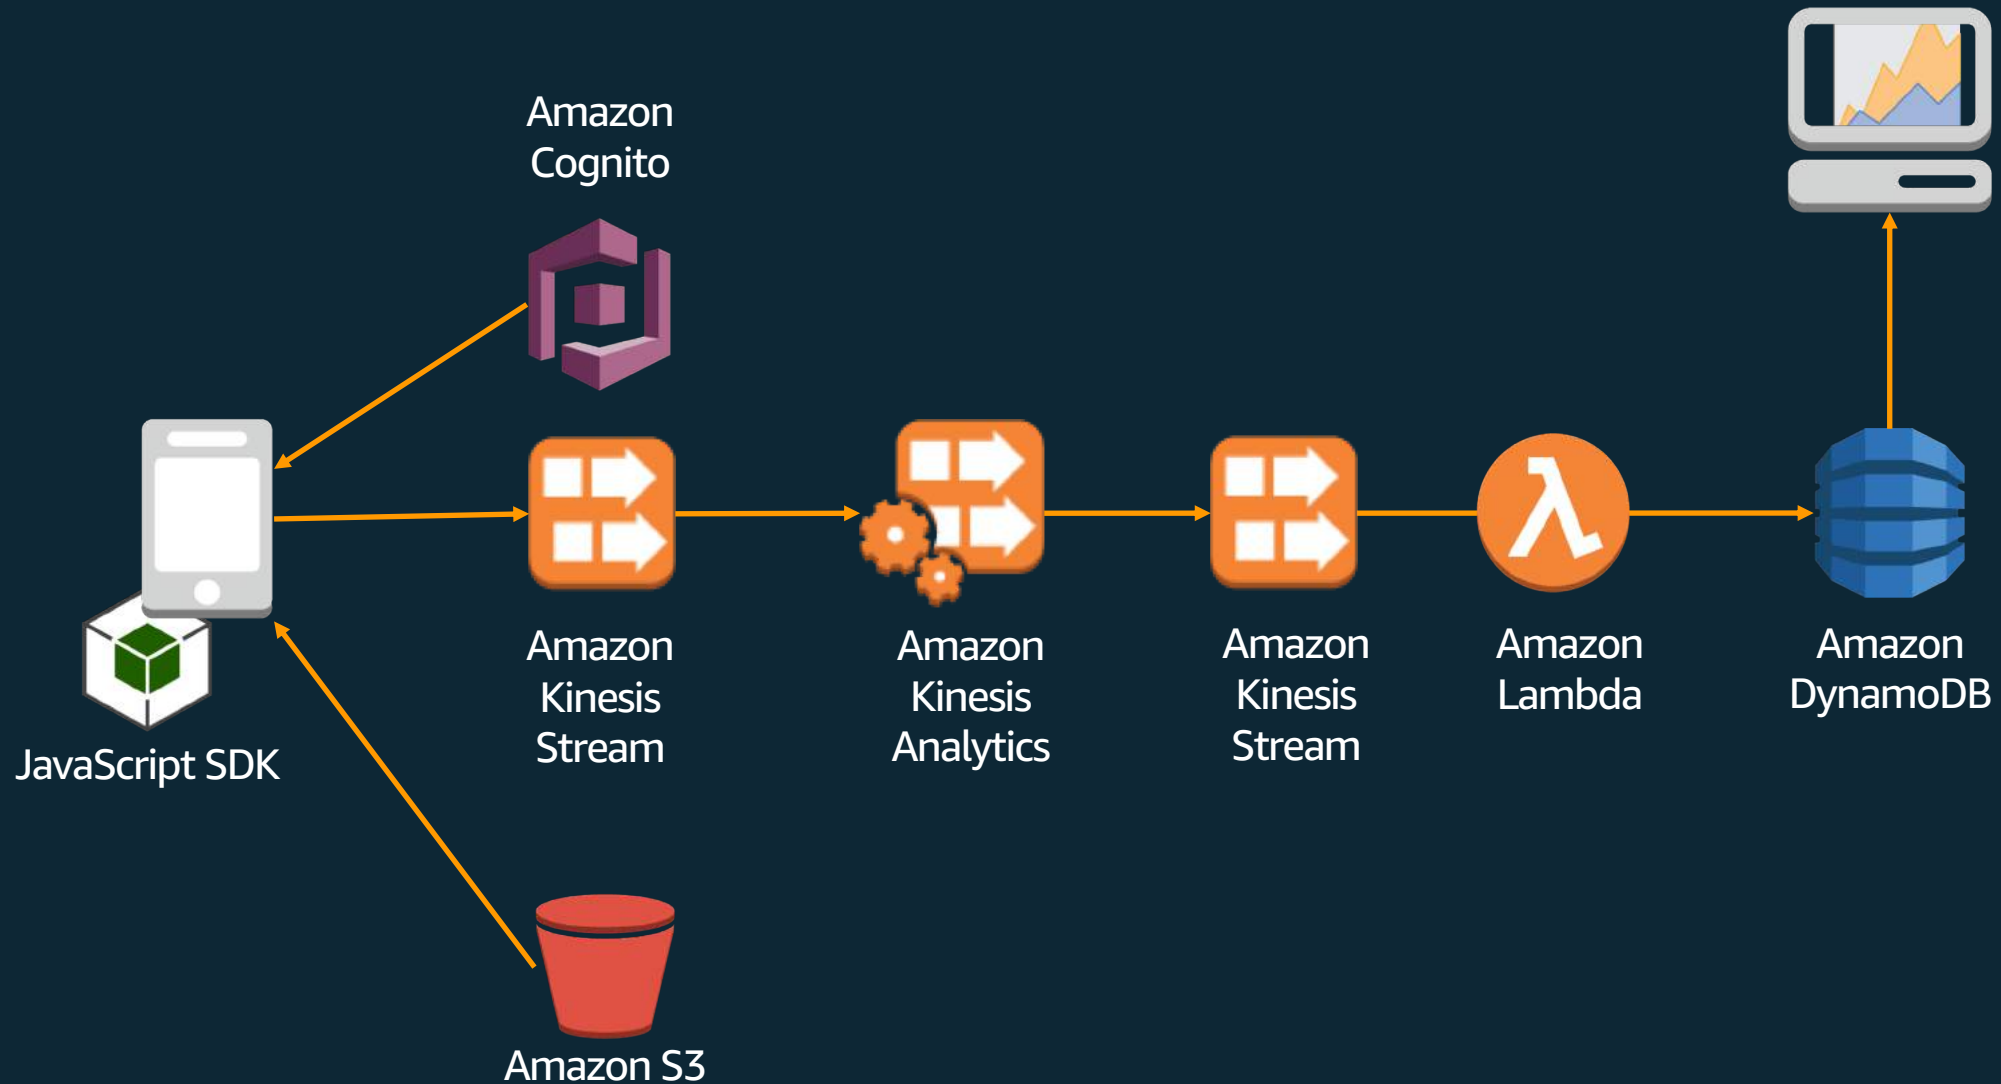 Amazon
Cognito
JavaScript SDK
Amazon
Kinesis
Stream
Amazon
Kinesis
Analytics
Amazon
Kinesis
Stream
Amazon
Lambda
Amazon
DynamoDB
Amazon S3